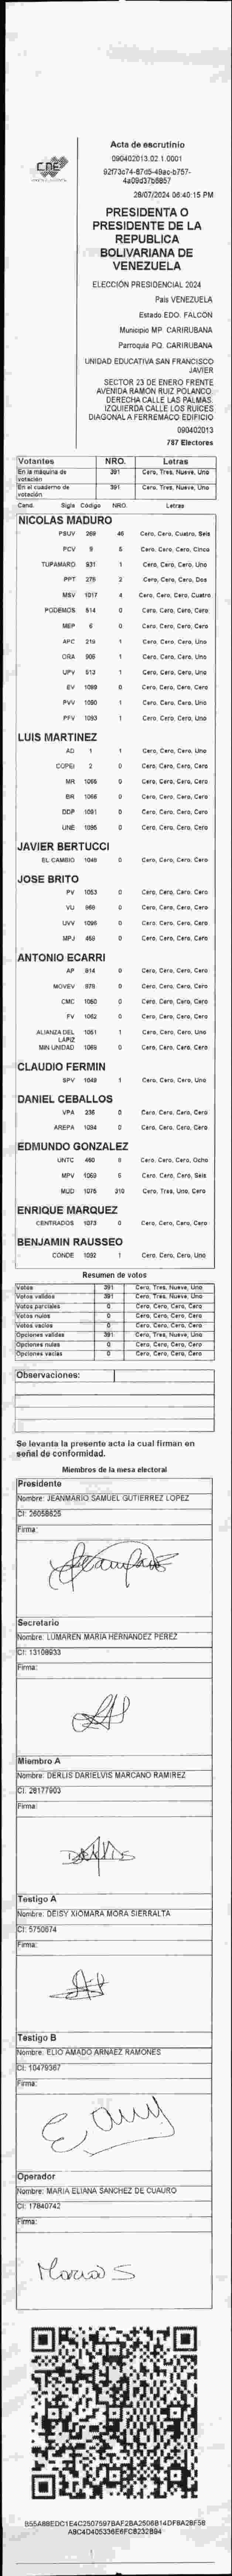 CNE
Acta de escrutinio
090402013.02.1.0001
92f73c74-87d5-49ac-b757-
4a09d37b5857
28/07/2024 06:40:15 PM
PRESIDENTA O
PRESIDENTE DE LA
REPUBLICA
BOLIVARIANA DE
VENEZUELA
ELECCIÓN PRESIDENCIAL 2024
País VENEZUELA
Estado EDO. FALCÓN
Municipio MP. CARIRUBANA
Parroquia PQ. CARIRUBANA
UNIDAD EDUCATIVA SAN FRANCISCO
JAVIER
SECTOR 23 DE ENERO FRENTE
AVENIDA RAMON RUIZ POLANCO.
DERECHA CALLE LAS PALMAS.
IZQUIERDA CALLE LOS RUICES
DIAGONAL A FERREMACO EDIFICIO
090402013
787 Electores
Votantes NRO. Letras
En la máquina de votación 391 Cero, Tres, Nueve, Uno
En el cuaderno de votación 391 Cero, Tres, Nueve, Uno
Cand. Sigla Código NRO. Letras
NICOLAS MADURO
PSUV 269 46 Cero, Cero, Cuatro, Seis
PCV 9 5 Cero, Cero, Cero, Cinco
TUPAMARO 931 1 Cero, Cero, Cero, Uno
PPT 276 2 Cero, Cero, Cero, Dos
MSV 1017 4 Cero, Cero, Cero, Cuatro
PODEMOS 514 0 Cero, Cero, Cero, Cero
MEP 6 0 Cero, Cero, Cero, Cero
APC 219 1 Cero, Cero, Cero, Uno
ORA 906 1 Cero, Cero, Cero, Uno
UPV 513 1 Cero, Cero, Cero, Uno
EV 1089 0 Cero, Cero, Cero, Cero
PVV 1090 1 Cero, Cero, Cero, Uno
PFV 1093 1 Cero, Cero, Cero, Uno
LUIS MARTINEZ
AD 1 1 Cero, Cero, Cero, Uno
COPEI 2 0 Cero, Cero, Cero, Cero
MR 1065 0 Cero, Cero, Cero, Cero
BR 1066 0 Cero, Cero, Cero, Cero
DDP 1091 0 Cero, Cero, Cero, Cero
UNE 1095 0 Cero, Cero, Cero, Cero
JAVIER BERTUCCI
EL CAMBIO 1048 0 Cero, Cero, Cero, Cero
JOSE BRITO
PV 1053 0 Cero, Cero, Cero, Cero
VU 968 0 Cero, Cero, Cero, Cero
UVV 1096 0 Cero, Cero, Cero, Cero
MPJ 459 0 Cero, Cero, Cero, Cero
ANTONIO ECARRI
AP 914 0 Cero, Cero, Cero, Cero
MOVEV 878 0 Cero, Cero, Cero, Cero
CMC 1060 0 Cero, Cero, Cero, Cero
FV 1062 0 Cero, Cero, Cero, Cero
ALIANZA DEL LÁPIZ 1051 1 Cero, Cero, Cero, Uno
MIN UNIDAD 1069 0 Cero, Cero, Cero, Cero
CLAUDIO FERMIN
SPV 1049 1 Cero, Cero, Cero, Uno
DANIEL CEBALLOS
VPA 236 0 Cero, Cero, Cero, Cero
AREPA 1094 0 Cero, Cero, Cero, Cero
EDMUNDO GONZALEZ
UNTC 460 8 Cero, Cero, Cero, Ocho
MPV 1069 6 Cero, Cero, Cero, Seis
MUD 1075 310 Cero, Tres, Uno, Cero
ENRIQUE MARQUEZ
CENTRADOS 1073 0 Cero, Cero, Cero, Cero
BENJAMIN RAUSSEO
CONDE 1092 1 Cero, Cero, Cero, Uno
Resumen de votos
Votos 391 Cero, Tres, Nueve, Uno
Votos validos 391 Cero, Tres, Nueve, Uno
Votos parciales 0 Cero, Cero, Cero, Cero
Votos nulos 0 Cero, Cero, Cero, Cero
Votos vacios 0 Cero, Cero, Cero, Cero
Opciones validas 391 Cero, Tres, Nueve, Uno
Opciones nulas 0 Cero, Cero, Cero, Cero
Opciones vacias 0 Cero, Cero, Cero, Cero
Observaciones:
Se levanta la presente acta la cual firman en
señal de conformidad.
Miembros de la mesa electoral
Presidente
Nombre: JEANMARIO SAMUEL GUTIERREZ LOPEZ
CI: 26058625
Firma:
Secretario
Nombre: LUMAREN MARIA HERNANDEZ PEREZ
CI: 13108933
Firma:
Miembro A
Nombre: DERLIS DARIELVIS MARCANO RAMIREZ
CI: 28177903
Firma:
Testigo A
Nombre: DEISY XIOMARA MORA SIERRALTA
CI: 5750674
Firma:
Testigo B
Nombre: ELIO AMADO ARNAEZ RAMONES
CI: 10479367
Firma:
Operador
Nombre: MARIA ELIANA SANCHEZ DE CUAURO
CI: 17840742
Firma:
Maria S
B55A88EDC1E4C2507597BAF2BA2506B14DF8A2BF58
A9C4D405336E6FC8232B94